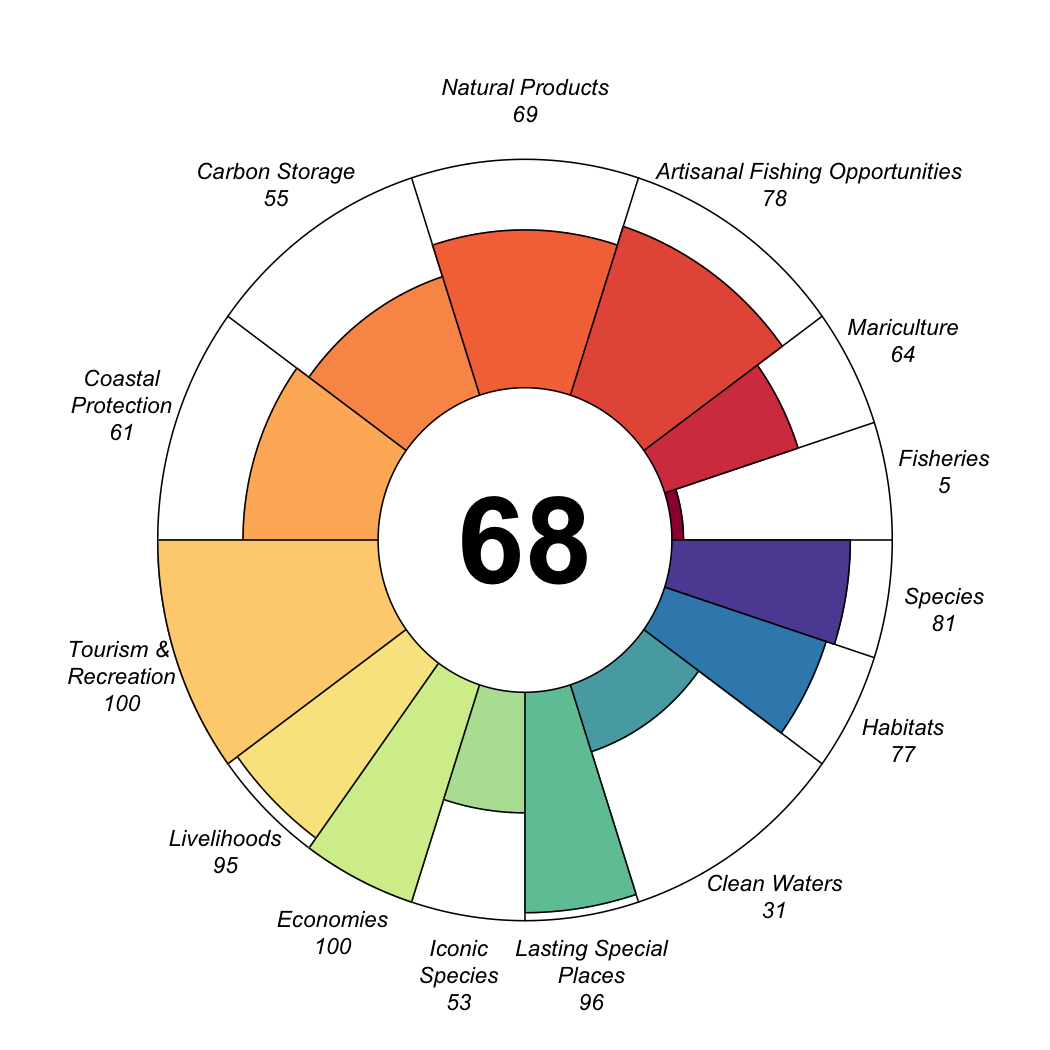 Natural Products
69
Carbon Storage
55
Artisanal Fishing Opportunities
78
Mariculture
64
Coastal
Protection
61
Fisheries
5
68
Species
81
Tourism &
Recreation
100
Habitats
77
Livelihoods
95
Clean Waters
31
Economies
100
Iconic
Species
53
Lasting Special
Places
96